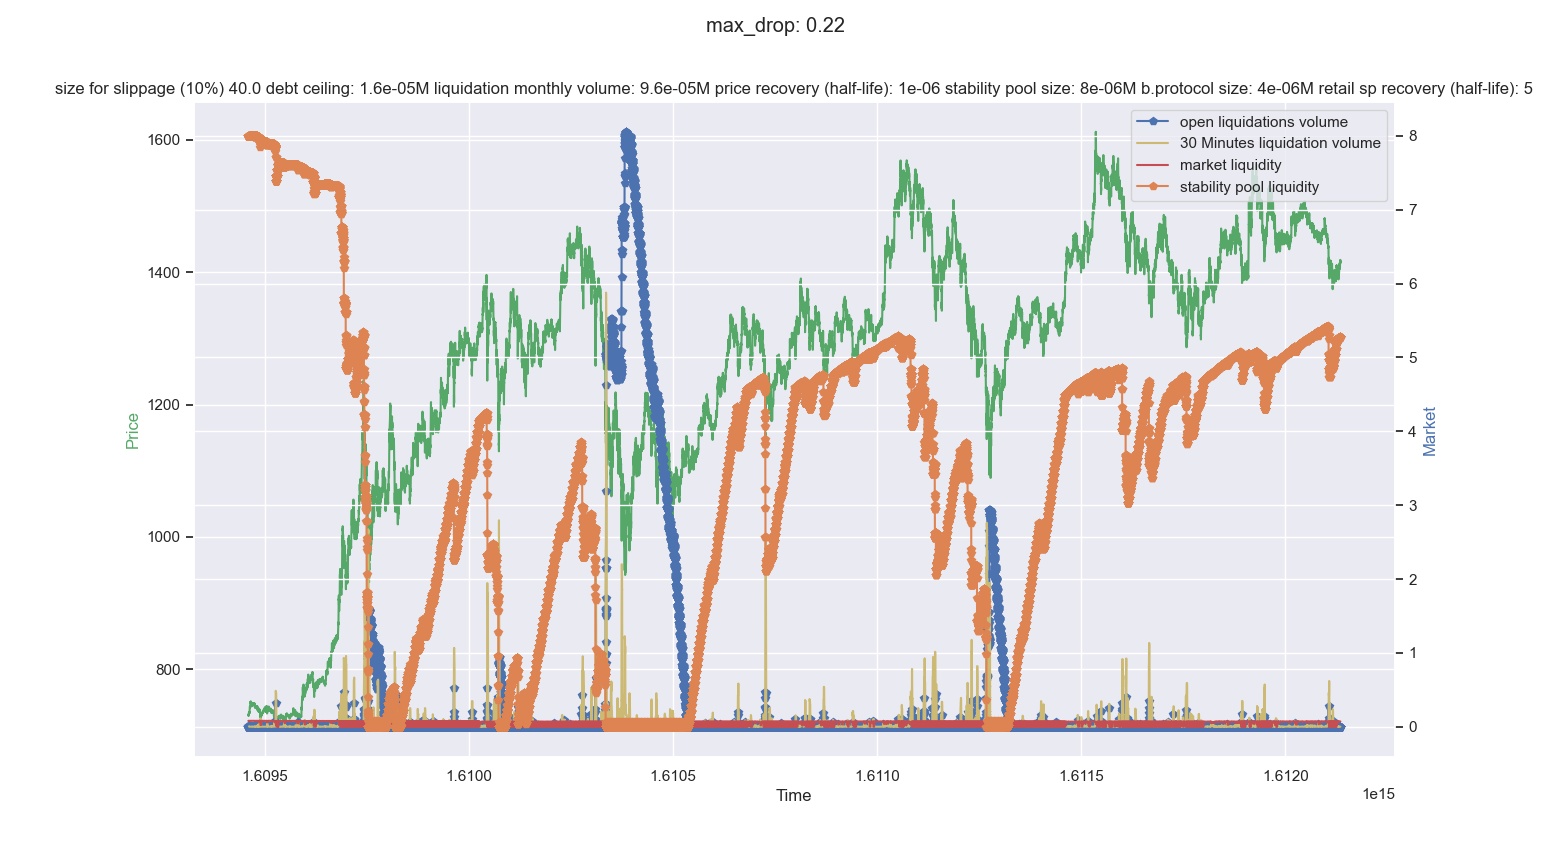 max_drop: 0.22
size for slippage (10%) 40.0 debt ceiling: 1.6e-05M liquidation monthly volume: 9.6e-05M price recovery (half-life): 1e-06 stability pool size: 8e-06M b.protocol size: 4e-06M retail sp recovery (half-life): 5
open liquidations volume
30 Minutes liquidation volume
market liquidity
stability pool liquidity
1600
1400
1200
1000
800
Price
8
7
6
5
4
3
2
1
0
Market
1.6095 1.6100 1.6105 1.6110 1.6115 1.6120
Time
1e15